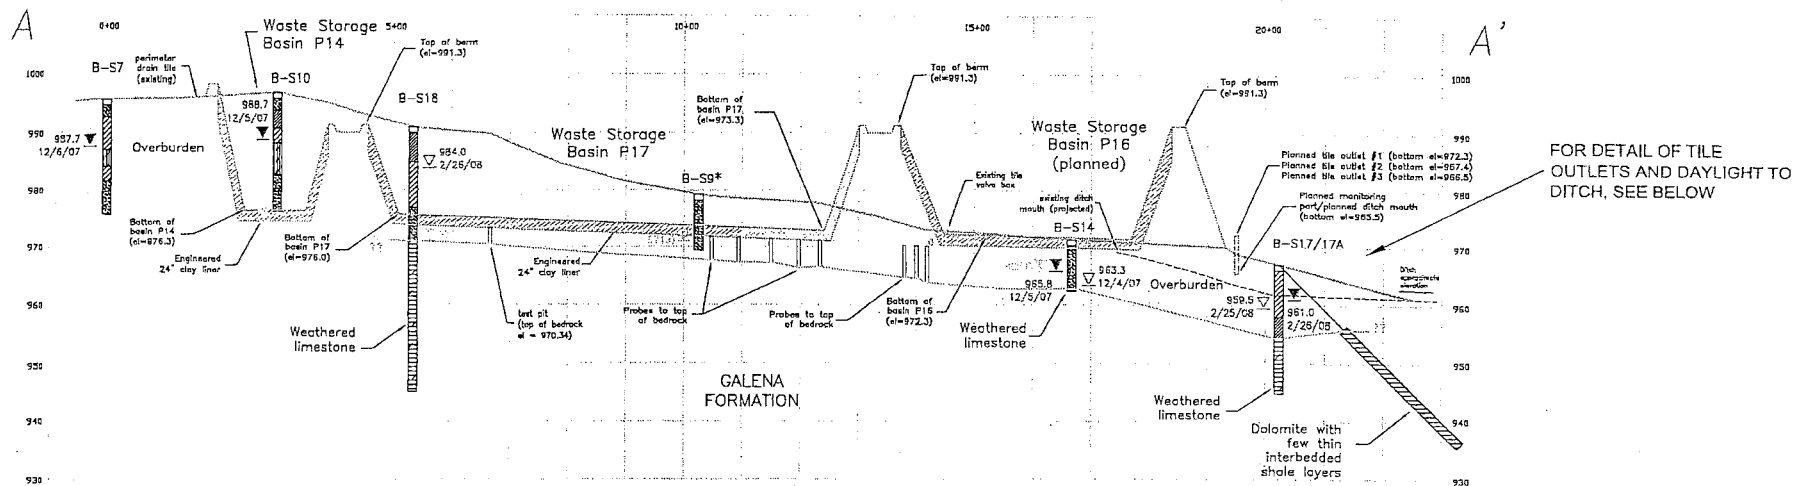 A
0+00
5+00
10+00
15+00
20+00
A'
Waste Storage
Basin P14
Top of berm
(el=991.3)
B-S7
perimeter
drain tile
(existing)
B-S10
B-S18
1000
990
980
970
960
950
940
930
987.7
12/6/07
Overburden
988.7
12/5/07
984.0
2/26/08
Waste Storage
Basin P17
Bottom of
basin P17
(el=973.3)
Top of berm
(el=991.3)
B-S9*
Bottom of
basin P14
(el=976.3)
Engineered
24" clay liner
Bottom of
basin P17
(el=976.0)
??
Engineered
24" clay liner
Weathered
limestone
test pit
(top of bedrock
el = 970.34)
Probes to top
of bedrock
Probes to top
of bedrock
GALENA
FORMATION
Waste Storage
Basin P16
(planned)
Existing tile
valve box
existing ditch
mouth (projected)
B-S14
965.8
12/5/07
963.3
12/4/07
Bottom of
basin P16
(el=972.3)
Weathered
limestone
Overburden
Top of berm
(el=991.3)
Planned tile outlet #1 (bottom el=972.3)
Planned tile outlet #2 (bottom el=967.4)
Planned tile outlet #3 (bottom el=966.5)
Planned monitoring
port/planned ditch mouth
(bottom el=965.5)
B-S17/17A
959.5
2/25/08
961.0
2/26/08
Ditch
approximate
elevation
??
Weathered
limestone
Dolomite with
few thin
interbedded
shale layers
1000
990
980
970
960
950
940
930
FOR DETAIL OF TILE
OUTLETS AND DAYLIGHT TO
DITCH, SEE BELOW